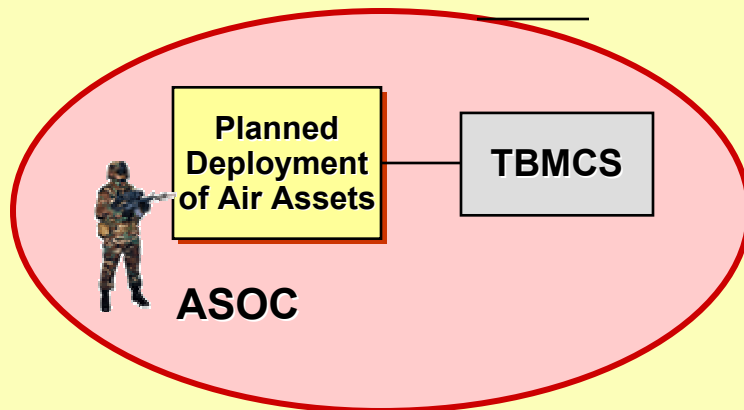 Planned
Deployment
of Air Assets
TBMCS
ASOC